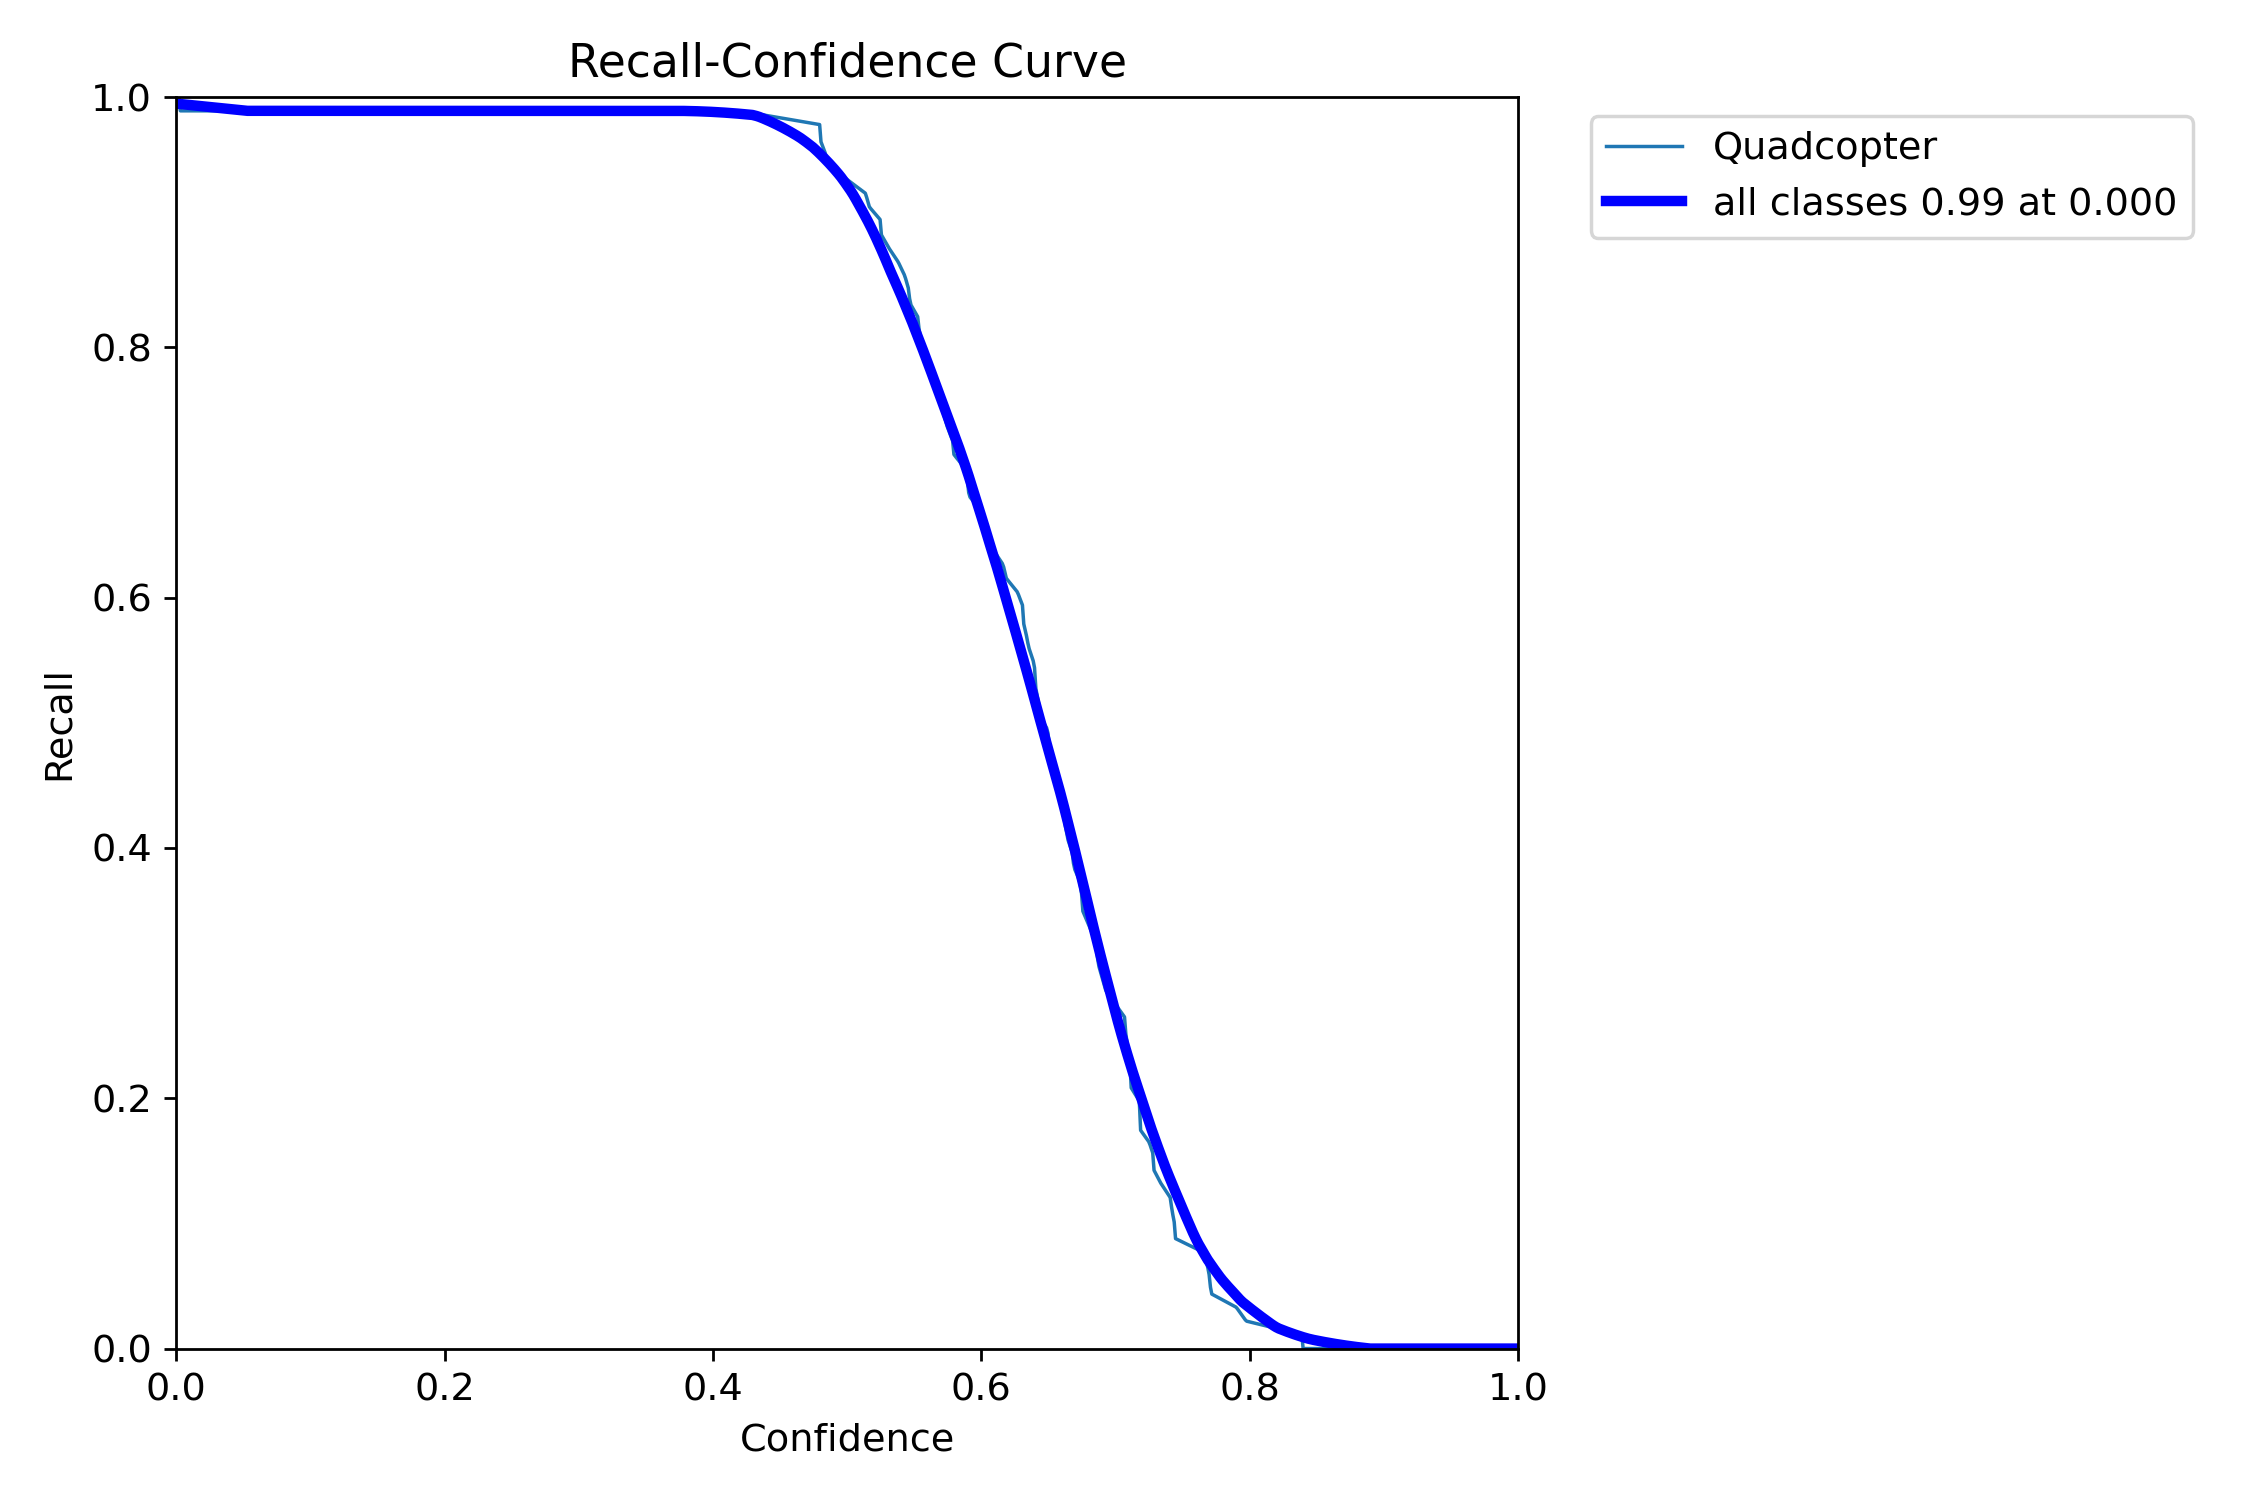 Recall-Confidence Curve
1.0
0.8
0.6
0.4
0.2
0.0
Recall
0.0 0.2 0.4 0.6 0.8 1.0
Confidence
Quadcopter
all classes 0.99 at 0.000